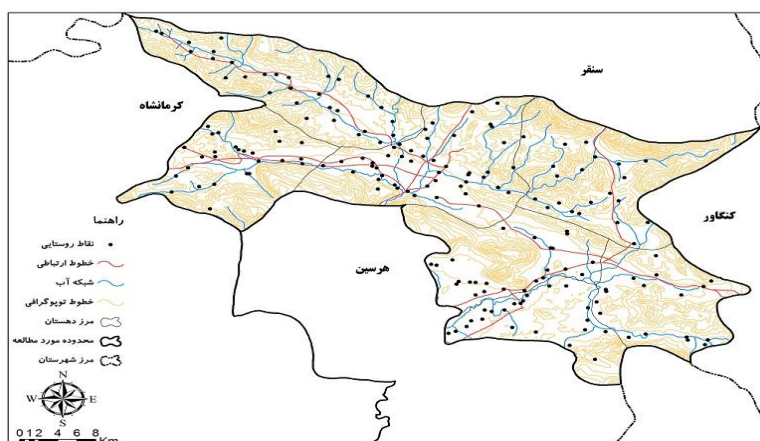 سنقر
کرمانشاه
کنگاور
هرسین
راهنما
نقاط روستایی
خطوط ارتباطی
شبکه آب
خطوط توپوگرافی
مرز دهستان
محدوده مورد مطالعه
مرز شهرستان
N
W E
S
0 1 2 4 6 8
Km